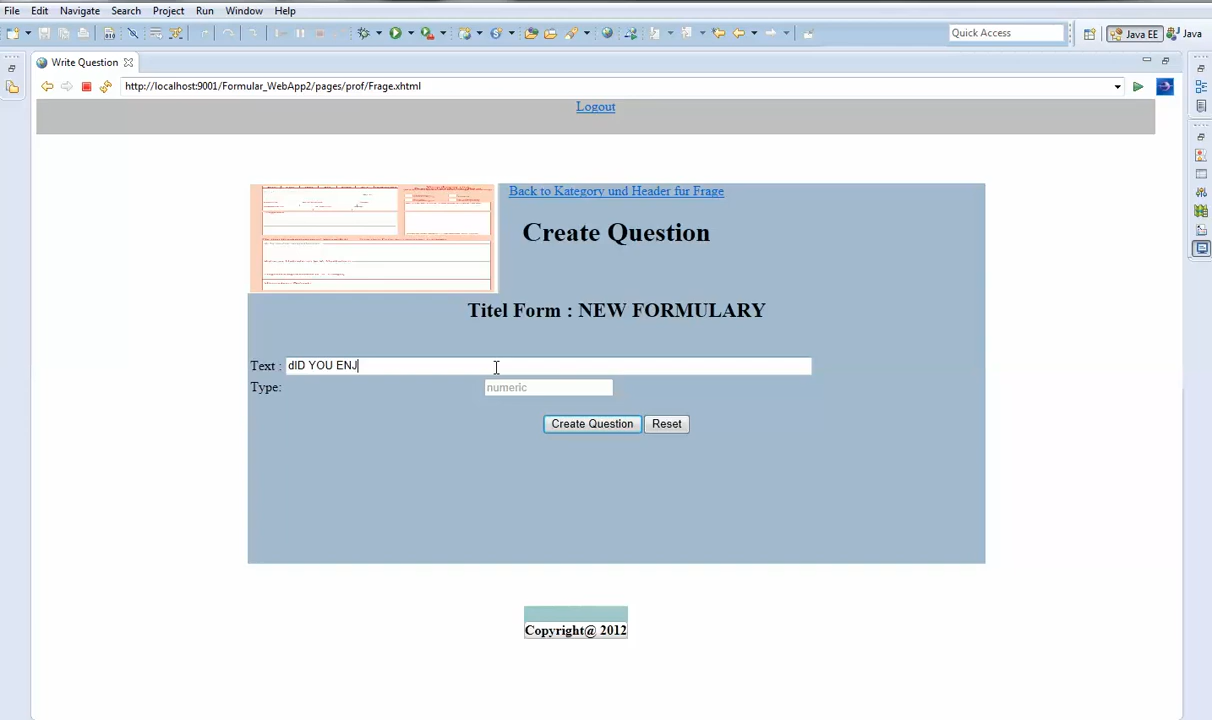 File Edit Navigate Search Project Run Window Help
Quick Access Java EE Java
Write Question
http://localhost:9001/Formular_WebApp2/pages/prof/Frage.xhtml
Logout
Back to Kategory und Header fur Frage
Create Question
Titel Form : NEW FORMULARY
Text : dID YOU ENJ
Type: numeric
Create Question Reset
Copyright@ 2012